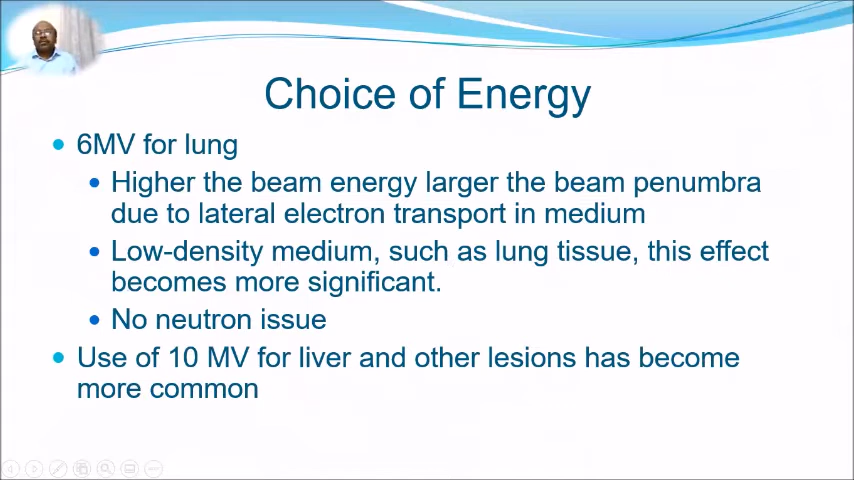 Choice of Energy
6MV for lung
Higher the beam energy larger the beam penumbra
due to lateral electron transport in medium
Low-density medium, such as lung tissue, this effect
becomes more significant.
No neutron issue
Use of 10 MV for liver and other lesions has become
more common